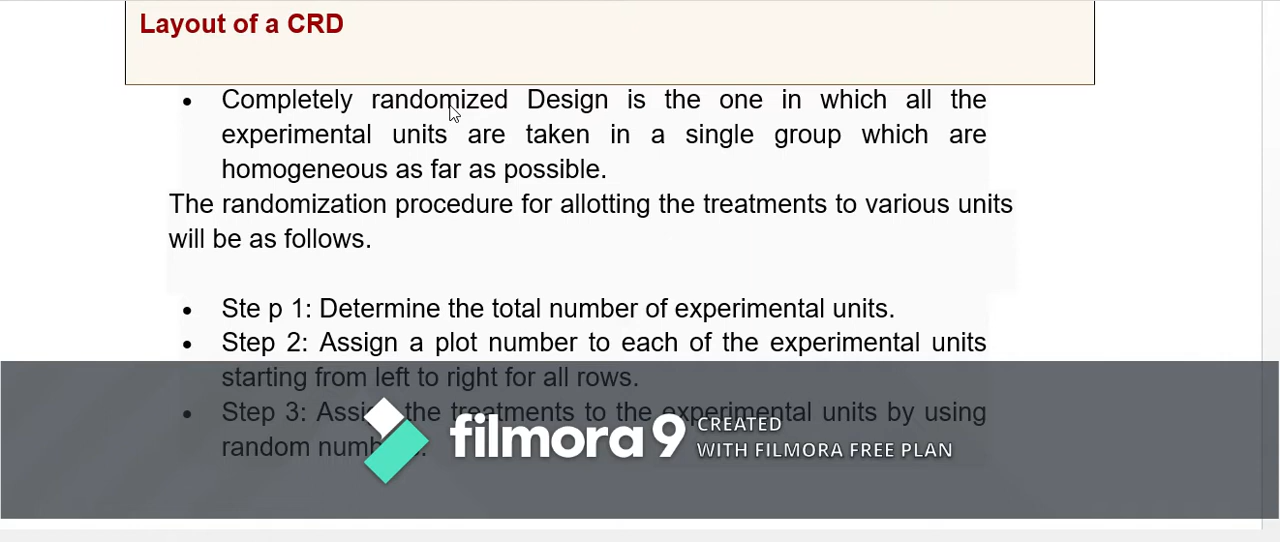 Layout of a CRD
• Completely randomized Design is the one in which all the
experimental units are taken in a single group which are
homogeneous as far as possible.
The randomization procedure for allotting the treatments to various units
will be as follows.
• Ste p 1: Determine the total number of experimental units.
• Step 2: Assign a plot number to each of the experimental units
starting from left to right for all rows.
• Step 3: Assi the treatments to the experimental units by using
random numb
filmora9 CREATED
WITH FILMORA FREE PLAN